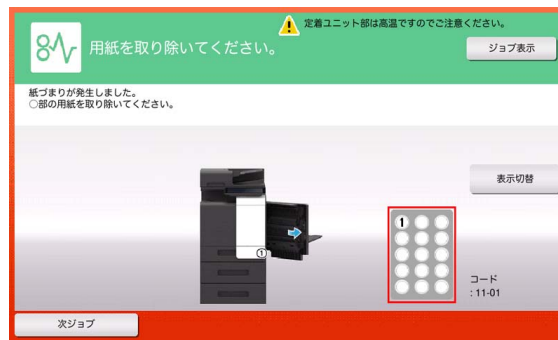 定着ユニット部は高温ですのでご注意ください。
用紙を取り除いてください。
ジョブ表示
紙づまりが発生しました。
○部の用紙を取り除いてください。
表示切替
1
①
コード
: 11-01
次ジョブ